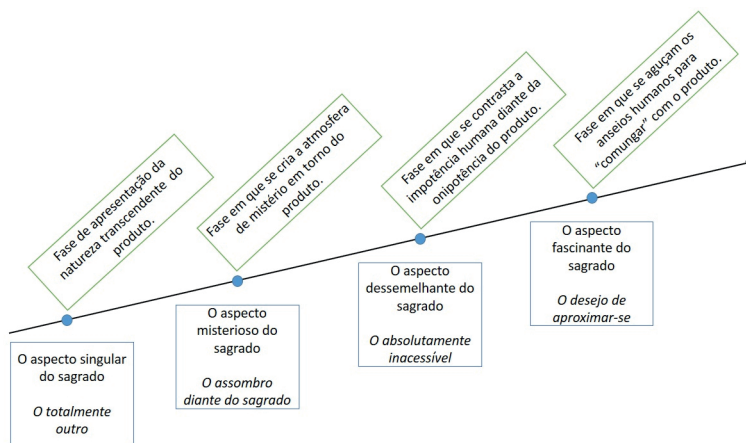 Fase de apresentação da
natureza transcendente do
produto.
Fase em que se cria a atmosfera
de mistério em torno do
produto.
Fase em que se contrasta a
impotência humana diante da
onipotência do produto.
Fase em que se aguçam os
anseios humanos para
“comungar” com o produto.
O aspecto singular
do sagrado
O totalmente
outro
O aspecto
misterioso do
sagrado
O assombro
diante do sagrado
O aspecto
dessemelhante do
sagrado
O absolutamente
inacessível
O aspecto
fascinante do
sagrado
O desejo de
aproximar-se